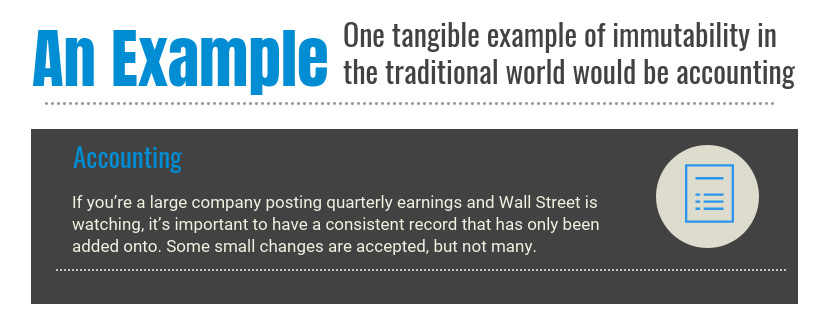 An Example
One tangible example of immutability in
the traditional world would be accounting
Accounting
If you’re a large company posting quarterly earnings and Wall Street is
watching, it’s important to have a consistent record that has only been
added onto. Some small changes are accepted, but not many.